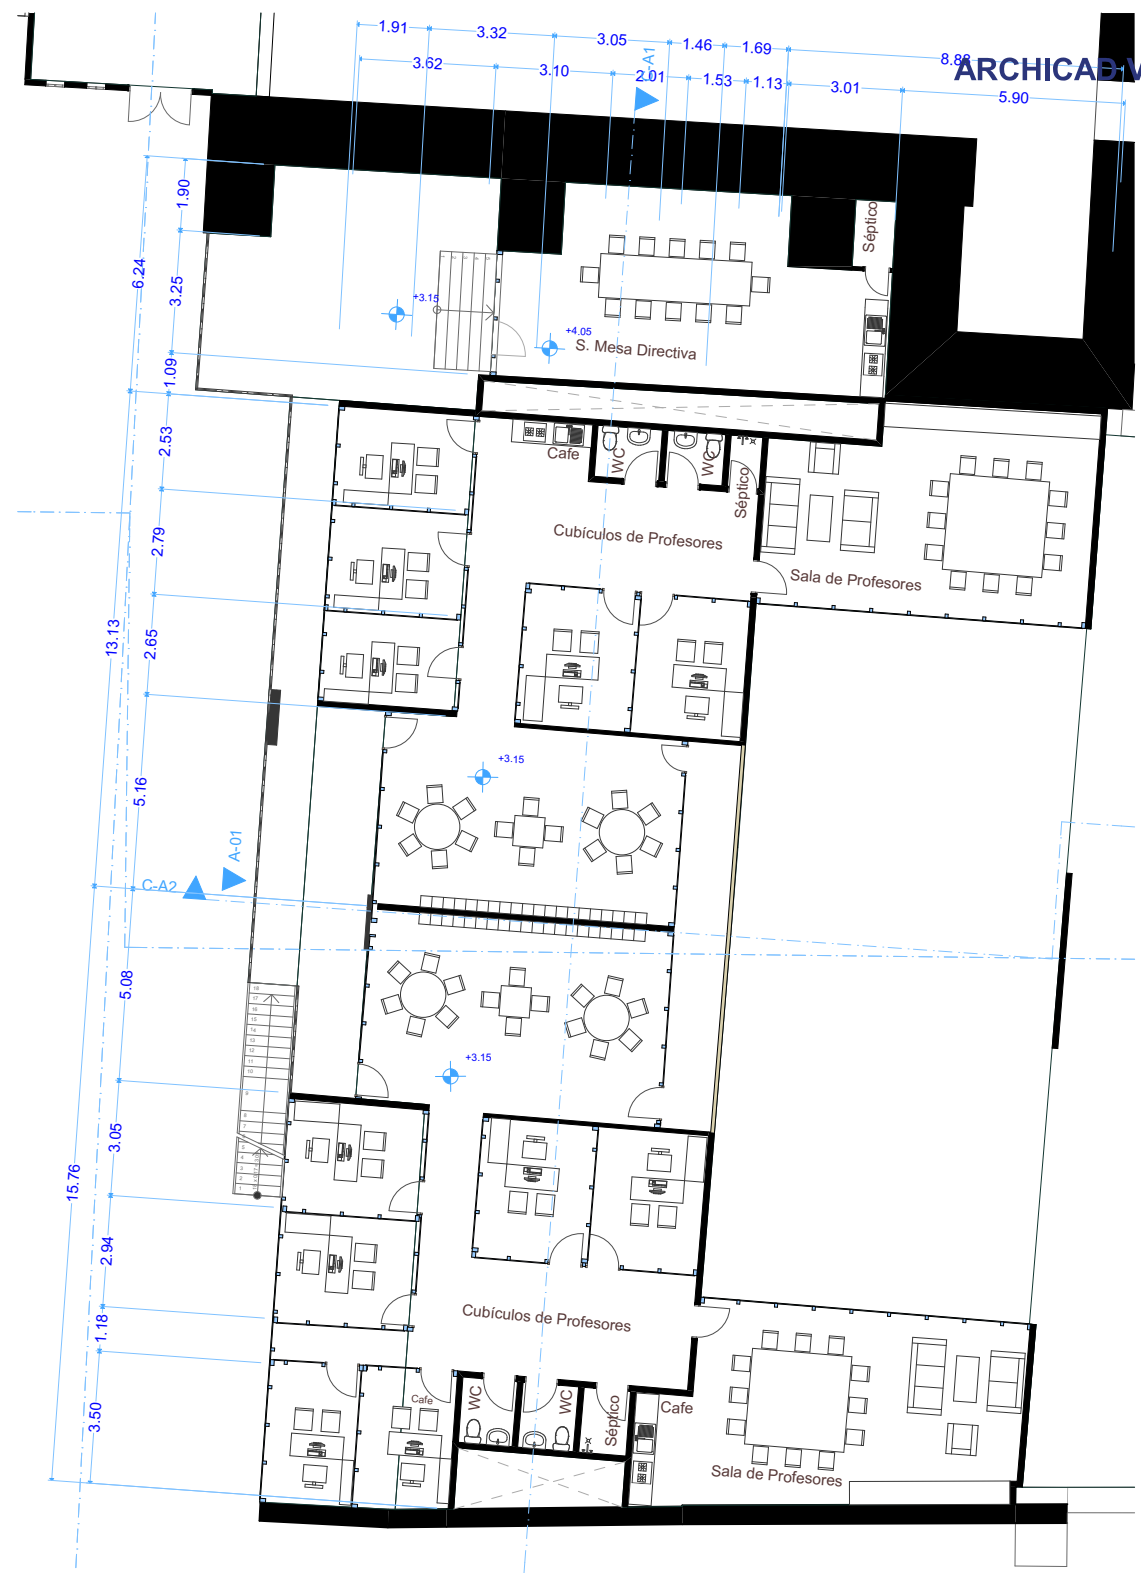 1.91
3.32
3.05
1.46
1.69
8.88
3.62
3.10
2.01
1.53
1.13
3.01
5.90
C-A1
ARCHICAD V
1.90
6.24
3.25
1.09
Séptico
+3.15
+4.05
S. Mesa Directiva
2.53
2.79
2.65
13.13
Cafe
WC
WC
Séptico
Cubículos de Profesores
Sala de Profesores
5.16
+3.15
A-01
C-A2
5.08
+3.15
15.76
3.05
2.94
1.18
3.50
Cubículos de Profesores
Cafe
WC
WC
Séptico
Cafe
Sala de Profesores